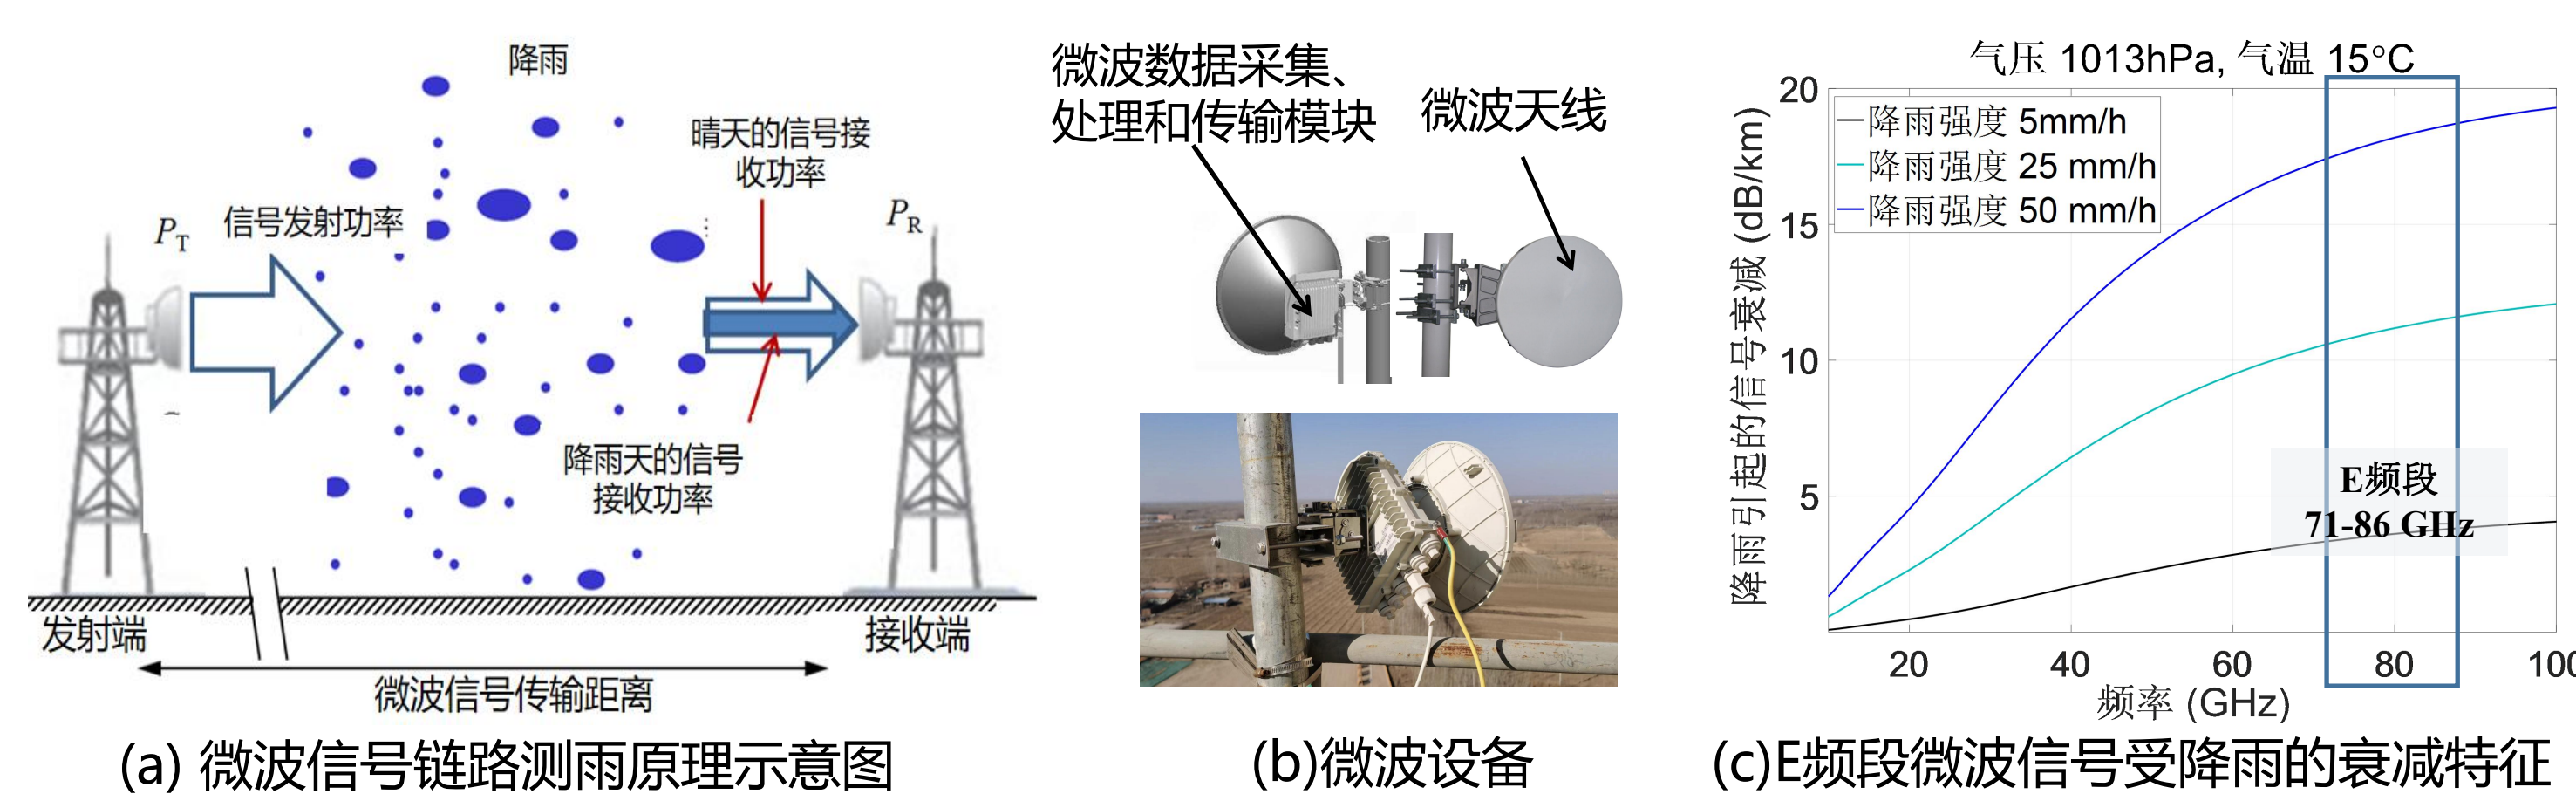 降雨
晴天的信号接
收功率
信号发射功率
PT
PR
降雨天的信号
接收功率
发射端
接收端
微波信号传输距离
(a) 微波信号链路测雨原理示意图
微波数据采集、
处理和传输模块
微波天线
(b)微波设备
气压 1013hPa, 气温 15°C
降雨强度 5mm/h
降雨强度 25 mm/h
降雨强度 50 mm/h
降雨引起的信号衰减 (dB/km)
20
15
10
5
E频段
71-86 GHz
20 40 60 80 100
频率 (GHz)
(c)E频段微波信号受降雨的衰减特征